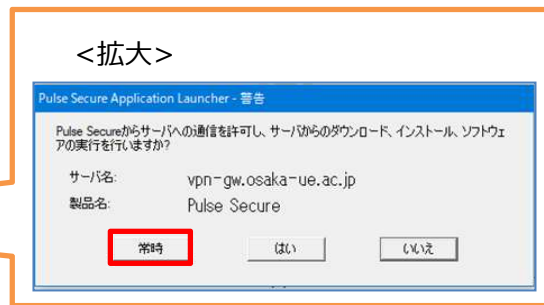 <拡大>
Pulse Secure Application Launcher - 警告
Pulse Secureからサーバへの通信を許可し、サーバからのダウンロード、インストール、ソフトウェ
アの実行を行いますか?
サーバ名: vpn-gw.osaka-ue.ac.jp
製品名: Pulse Secure
常時 はい いいえ